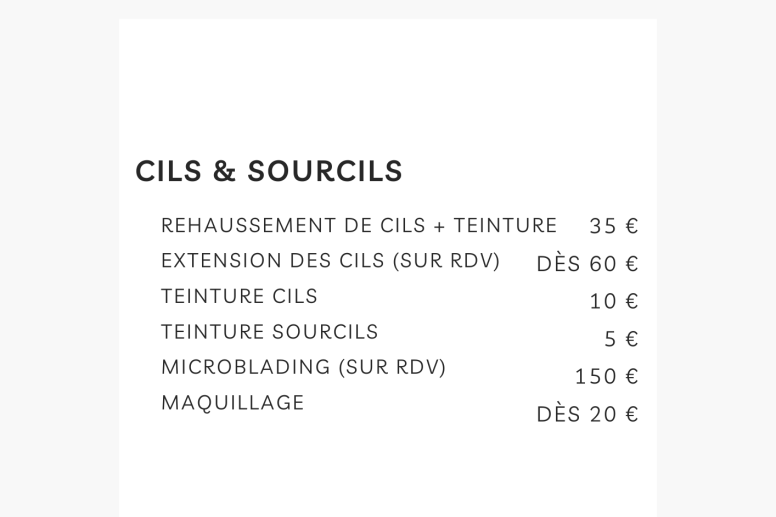 CILS & SOURCILS
REHAUSSEMENT DE CILS + TEINTURE 35 €
EXTENSION DES CILS (SUR RDV) DÈS 60 €
TEINTURE CILS 10 €
TEINTURE SOURCILS 5 €
MICROBLADING (SUR RDV) 150 €
MAQUILLAGE DÈS 20 €